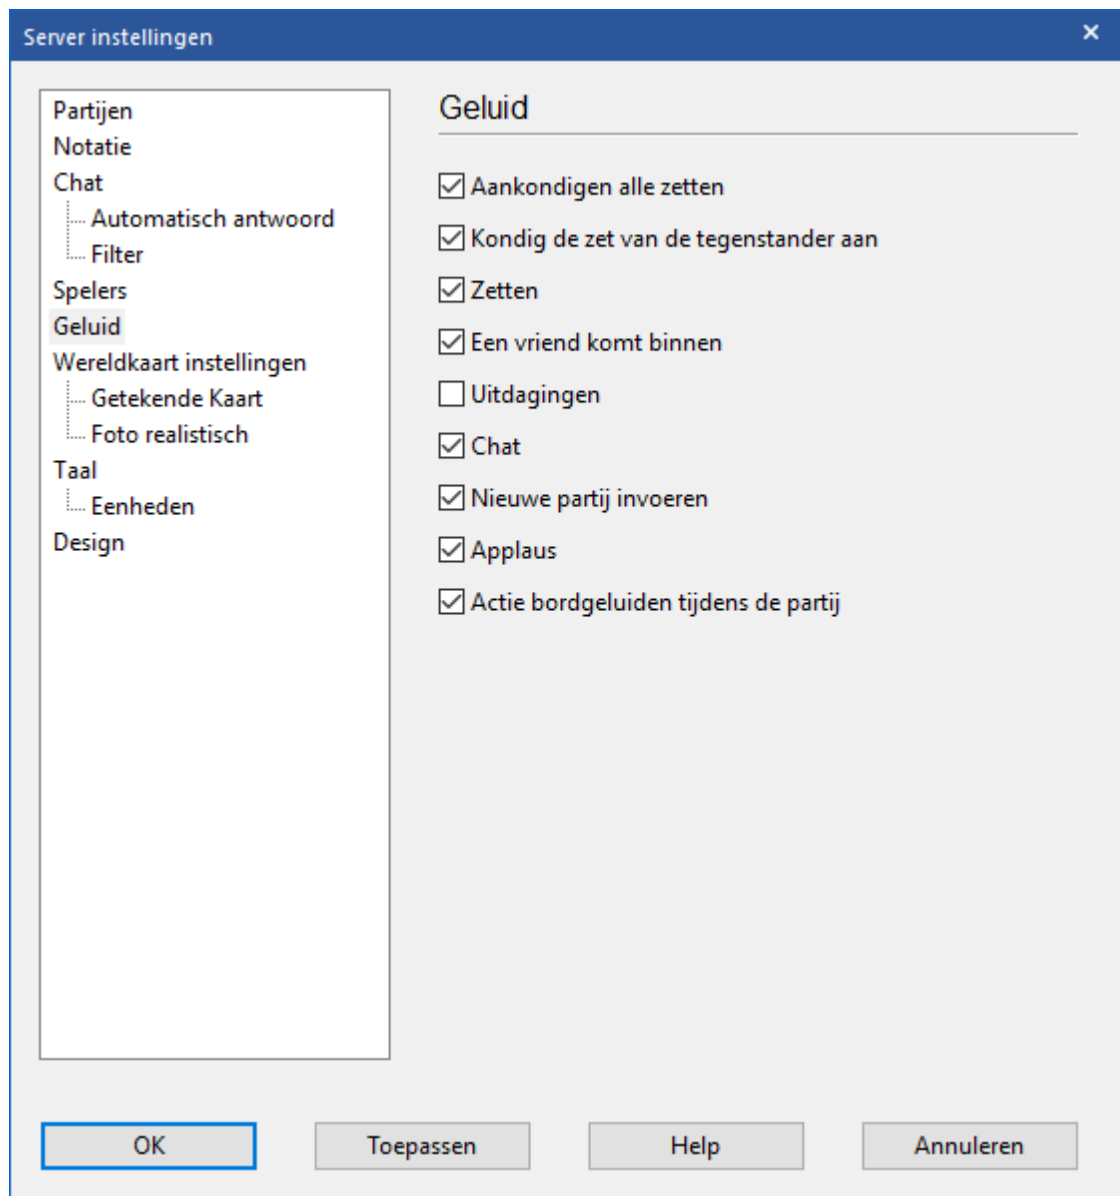 Server instellingen
Partijen
Notatie
Chat
Automatisch antwoord
Filter
Spelers
Geluid
Wereldkaart instellingen
Getekende Kaart
Foto realistisch
Taal
Eenheden
Design
Geluid
Aankondigen alle zetten
Kondig de zet van de tegenstander aan
Zetten
Een vriend komt binnen
Uitdagingen
Chat
Nieuwe partij invoeren
Applaus
Actie bordgeluiden tijdens de partij
OK
Toepassen
Help
Annuleren